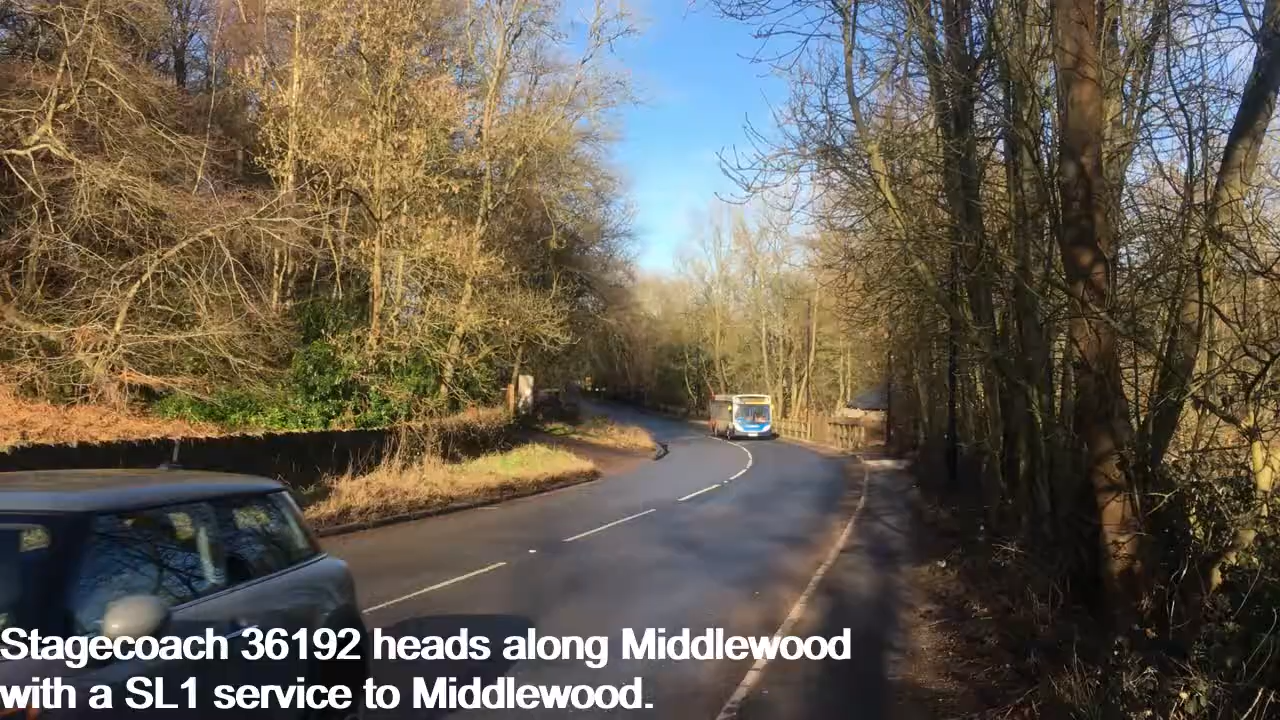 Stagecoach 36192 heads along Middlewood
with a SL1 service to Middlewood.